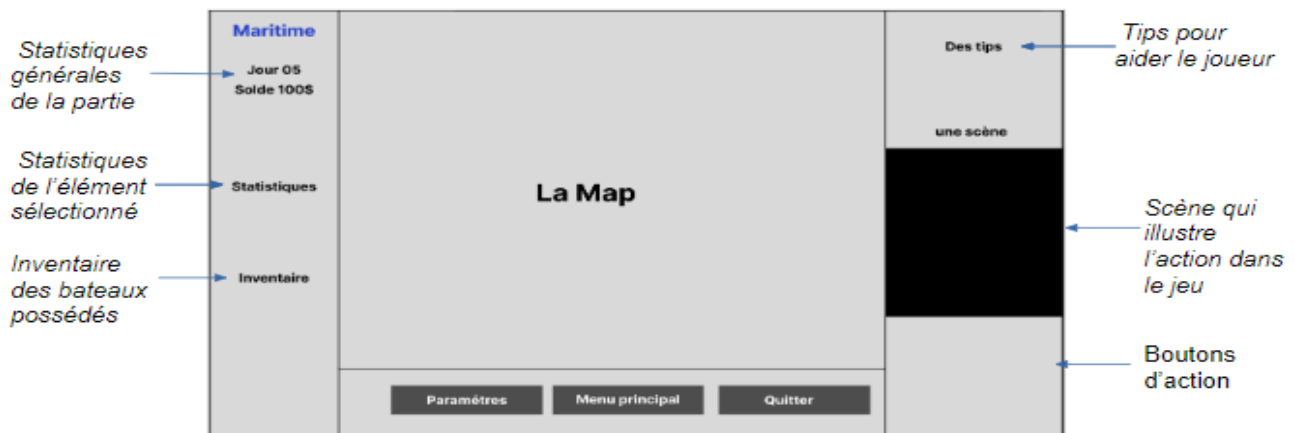 Statistiques
générales
de la partie
Statistiques
de l'élément
sélectionné
Inventaire
des bateaux
possédés
Maritime
Jour 05
Solde 100$
Statistiques
Inventaire
La Map
Paramétres
Menu principal
Quitter
Des tips
une scène
Tips pour
aider le joueur
Scène qui
illustre
l'action dans
le jeu
Boutons
d'action